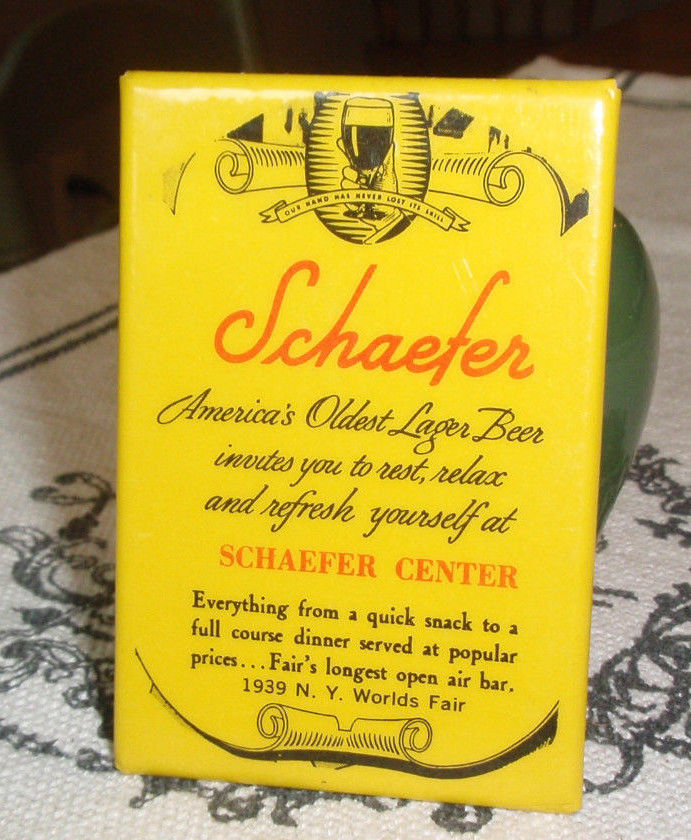 OUR HAND HAS NEVER LOST ITS SKILL
Schaefer
America's Oldest Lager Beer
invites you to rest, relax
and refresh yourself at
SCHAEFER CENTER
Everything from a quick snack to a
full course dinner served at popular
prices...Fair's longest open air bar.
1939 N. Y. Worlds Fair